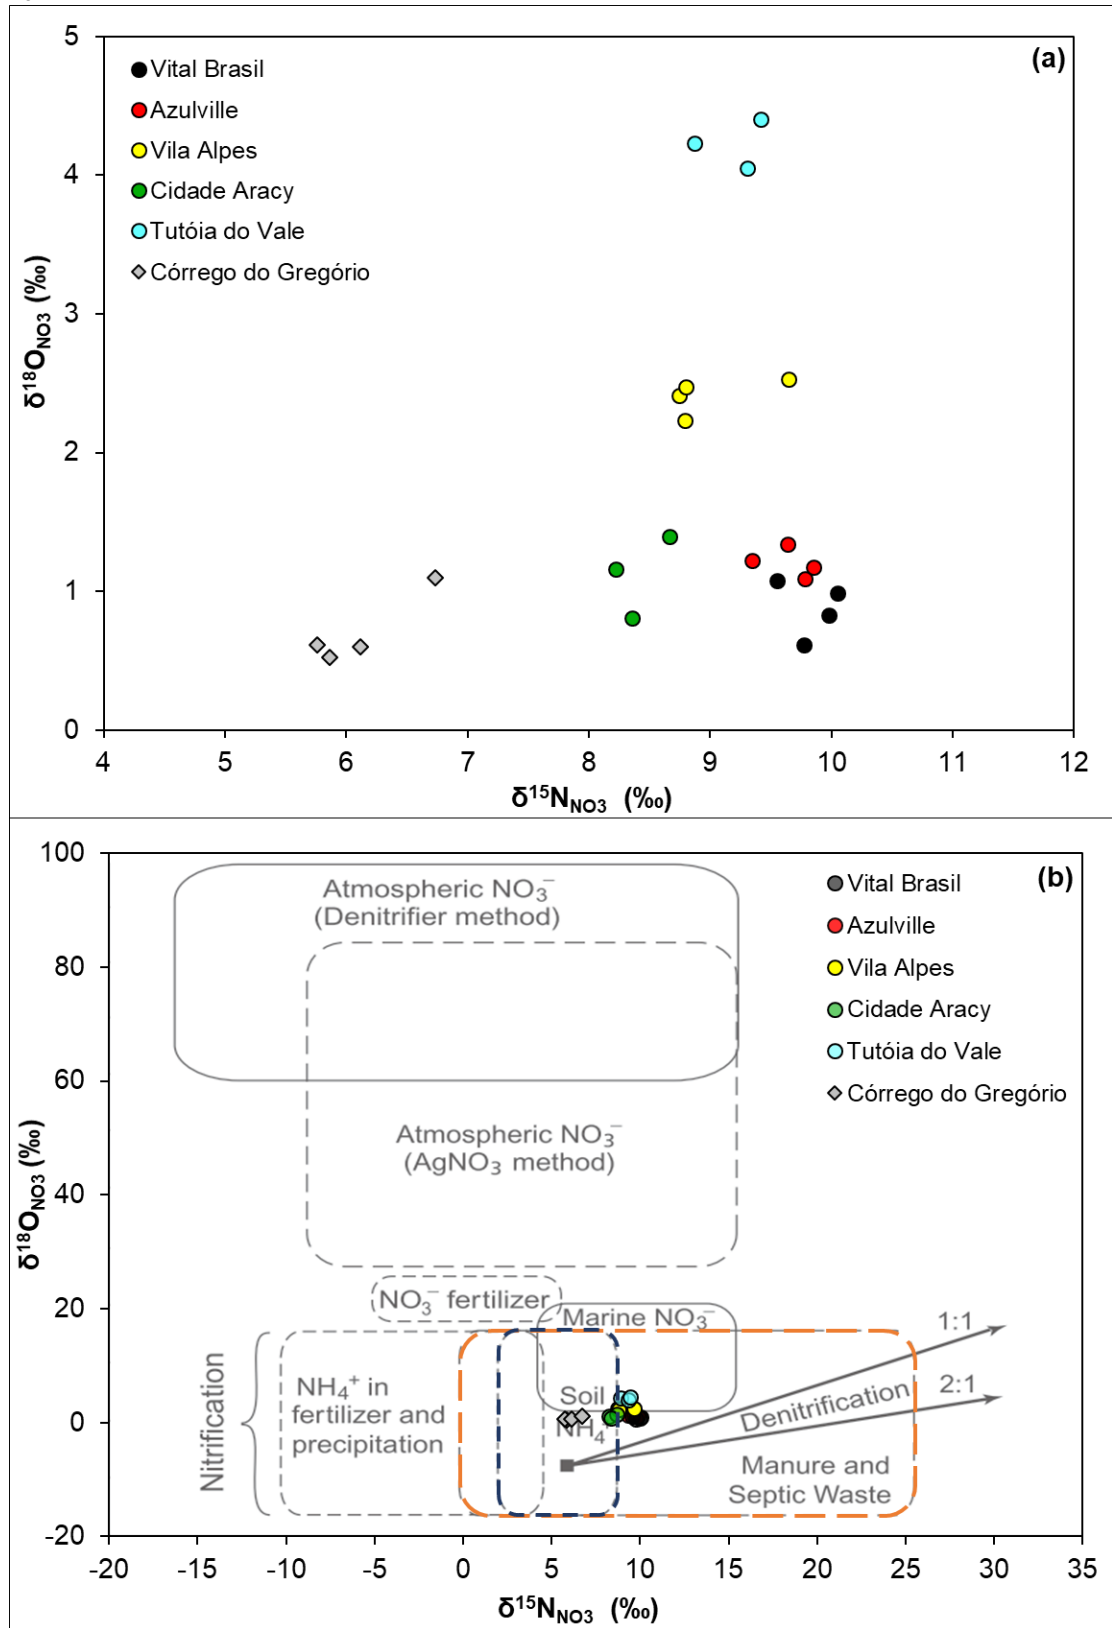 5
4
3
2
1
0
δ¹⁸O_NO3 (‰)
(a)
Vital Brasil
Azulville
Vila Alpes
Cidade Aracy
Tutóia do Vale
Córrego do Gregório
4 5 6 7 8 9 10 11 12
δ¹⁵N_NO3 (‰)
100
80
60
40
20
0
-20
δ¹⁸O_NO3 (‰)
(b)
Vital Brasil
Azulville
Vila Alpes
Cidade Aracy
Tutóia do Vale
Córrego do Gregório
Atmospheric NO₃⁻
(Denitrifier method)
Atmospheric NO₃⁻
(AgNO₃ method)
NO₃⁻ fertilizer
Marine NO₃⁻
1:1
2:1
Denitrification
Nitrification
NH₄⁺ in
fertilizer and
precipitation
Soil
NH₄⁺
Manure and
Septic Waste
-20 -15 -10 -5 0 5 10 15 20 25 30 35
δ¹⁵N_NO3 (‰)